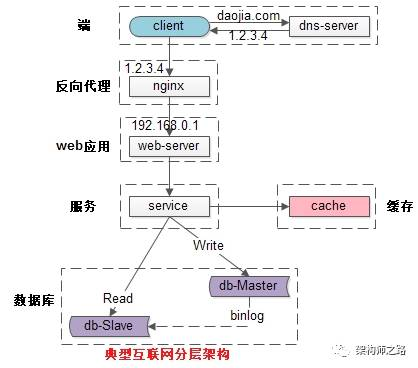 端
client
daojia.com
1.2.3.4
dns-server
1.2.3.4
反向代理
nginx
192.168.0.1
web应用
web-server
服务
service
cache
缓存
Write
数据库
db-Master
Read
binlog
db-Slave
典型互联网分层架构
架构师之路